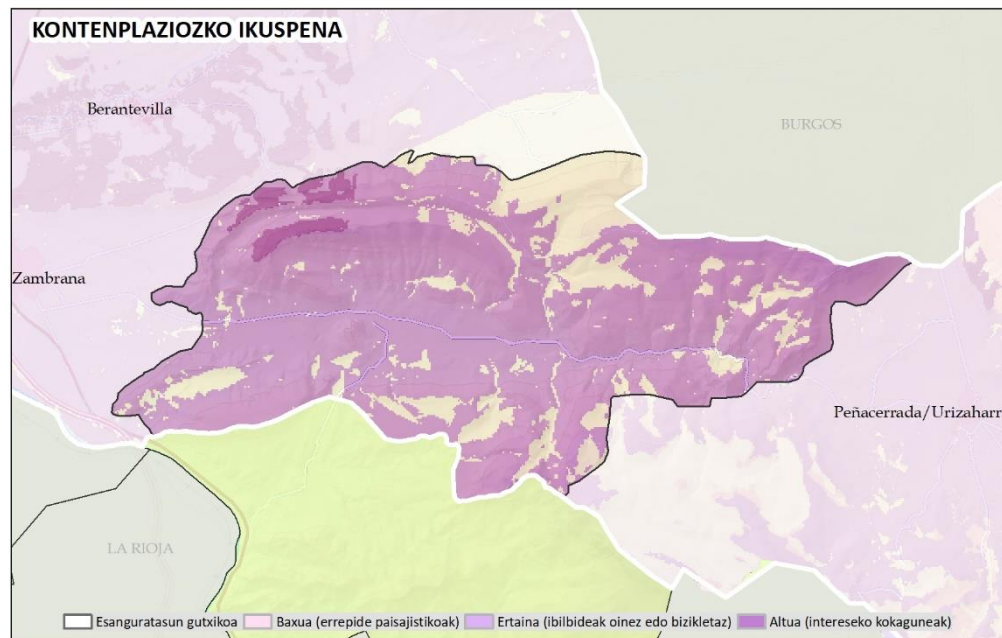 KONTENPLAZIOZKO IKUSPENA
Berantevilla
BURGOS
Zambrana
Peñacerrada/Urizaharr
LA RIOJA
Esanguratasun gutxikoa
Baxua (errepide paisajistikoak)
Ertaina (ibilbideak oinez edo bizikletaz)
Altua (intereseko kokaguneak)